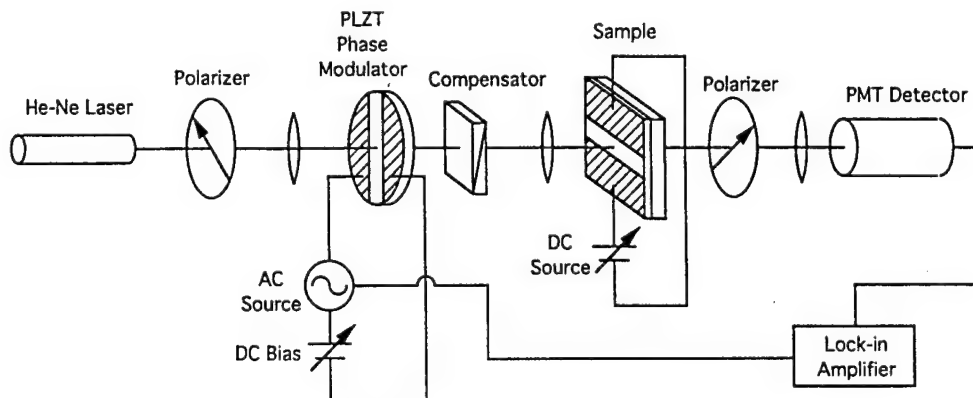 PLZT
Phase
Modulator
Sample
Polarizer
Compensator
Polarizer
He-Ne Laser
PMT Detector
DC
Source
AC
Source
DC Bias
Lock-in
Amplifier